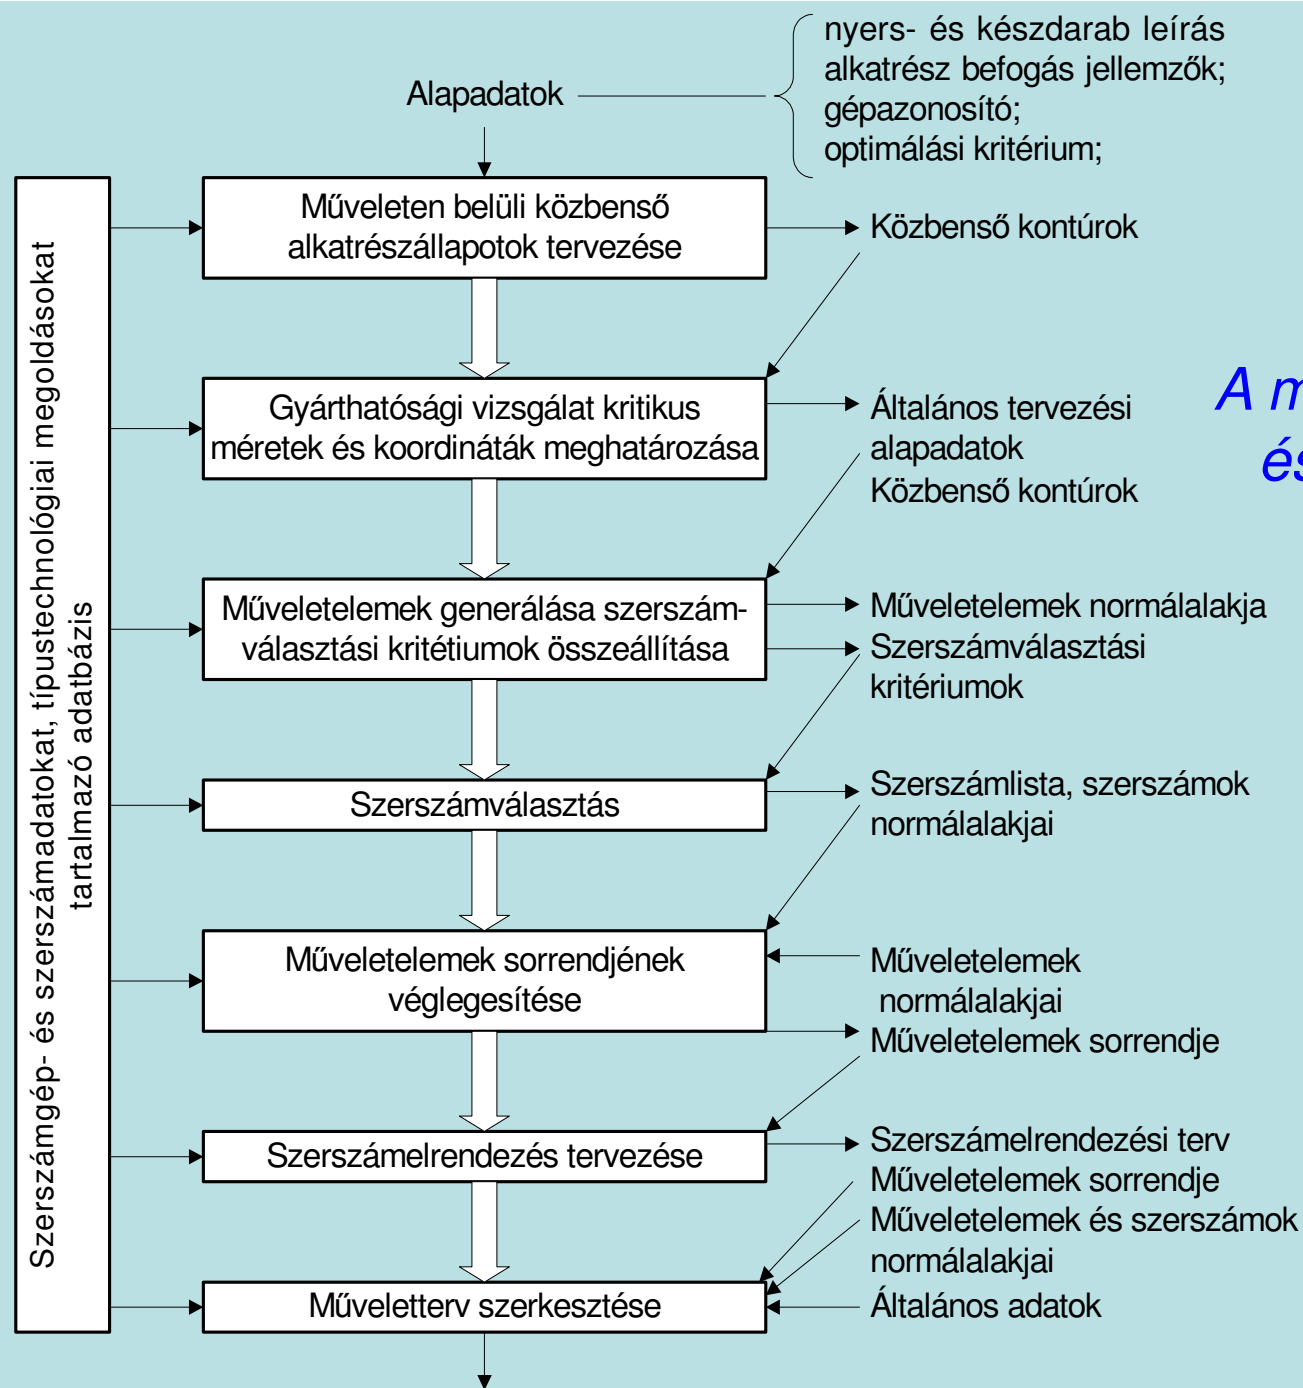 nyers- és készdarab leírás
alkatrész befogás jellemzők;
gépazonosító;
optimálási kritérium;
Alapadatok
Szerszámgép- és szerszámadatokat, típustechnológiai megoldásokat
tartalmazó adatbázis
Műveleten belüli közbenső
alkatrészállapotok tervezése
Közbenső kontúrok
Gyárthatósági vizsgálat kritikus
méretek és koordináták meghatározása
Általános tervezési
alapadatok
Közbenső kontúrok
A m
és
Műveletelemek generálása szerszám-
választási kritétiumok összeállítása
Műveletelemek normálalakja
Szerszámválasztási
kritériumok
Szerszámválasztás
Szerszámlista, szerszámok
normálalakjai
Műveletelemek sorrendjének
véglegesítése
Műveletelemek
normálalakjai
Műveletelemek sorrendje
Szerszámelrendezés tervezése
Szerszámelrendezési terv
Műveletelemek sorrendje
Műveletelemek és szerszámok
normálalakjai
Műveletterv szerkesztése
Általános adatok